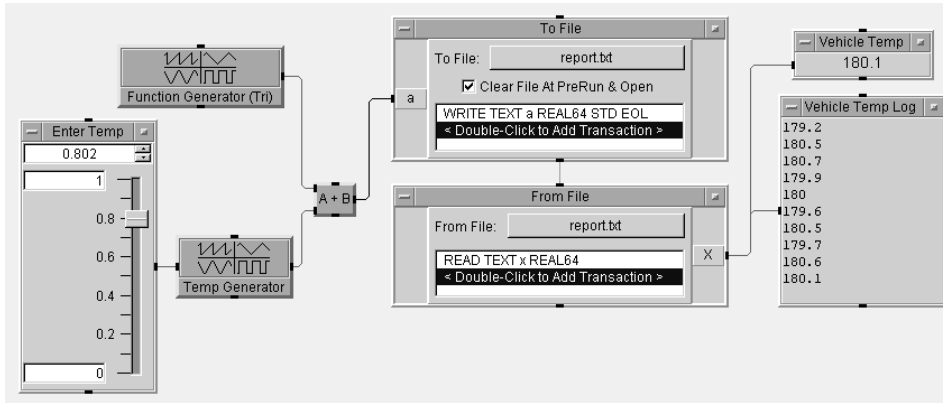 Function Generator (Tri)
Enter Temp
0.802
1
0.8
0.6
0.4
0.2
0
Temp Generator
A + B
To File
To File:
report.txt
Clear File At PreRun & Open
a
WRITE TEXT a REAL64 STD EOL
< Double-Click to Add Transaction >
From File
From File:
report.txt
X
READ TEXT x REAL64
< Double-Click to Add Transaction >
Vehicle Temp
180.1
Vehicle Temp Log
179.2
180.5
180.7
179.9
180
179.6
180.5
179.7
180.6
180.1